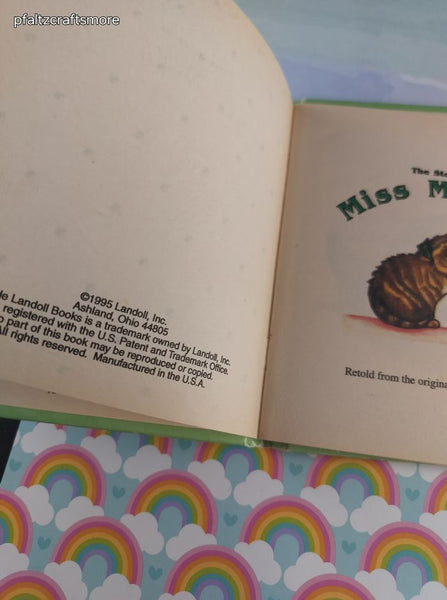 pfaltzcraftsmore
©1995 Landoll, Inc.
Ashland, Ohio 44805
Landoll Books is a trademark owned by Landoll, Inc.
registered with the U.S. Patent and Trademark Office.
part of this book may be reproduced or copied.
All rights reserved. Manufactured in the U.S.A.
The
Miss
Retold from the